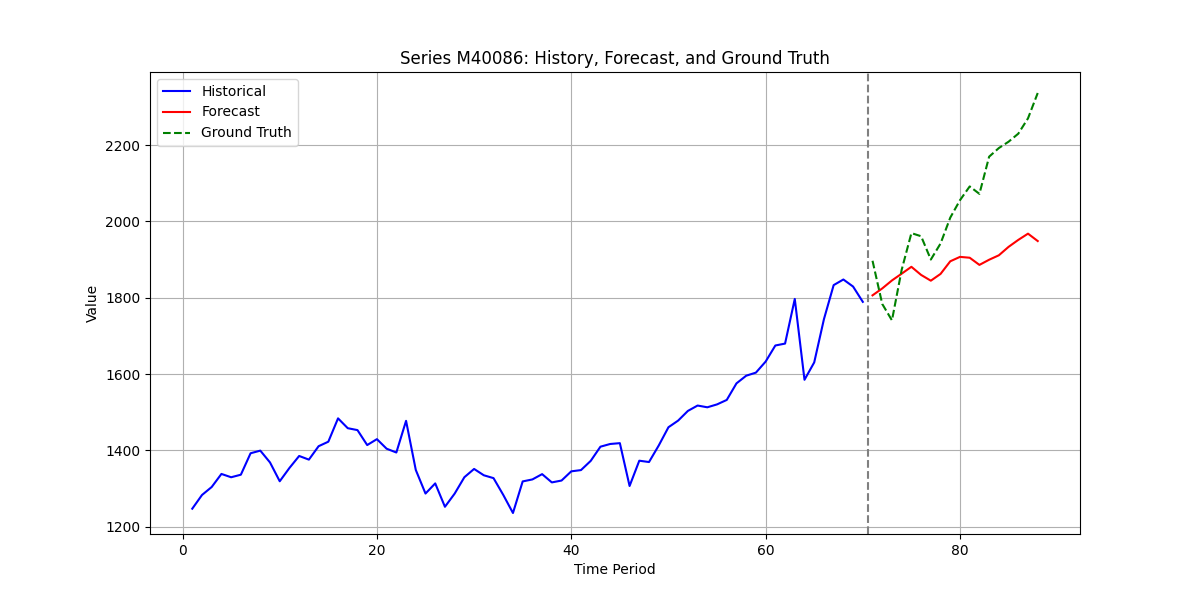 Series M40086: History, Forecast, and Ground Truth
Historical
Forecast
Ground Truth
2200
2000
1800
1600
1400
1200
Value
0 20 40 60 80
Time Period